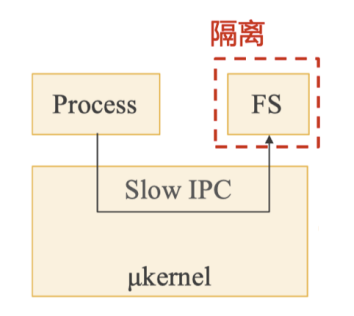 隔离
Process
FS
Slow IPC
μkernel